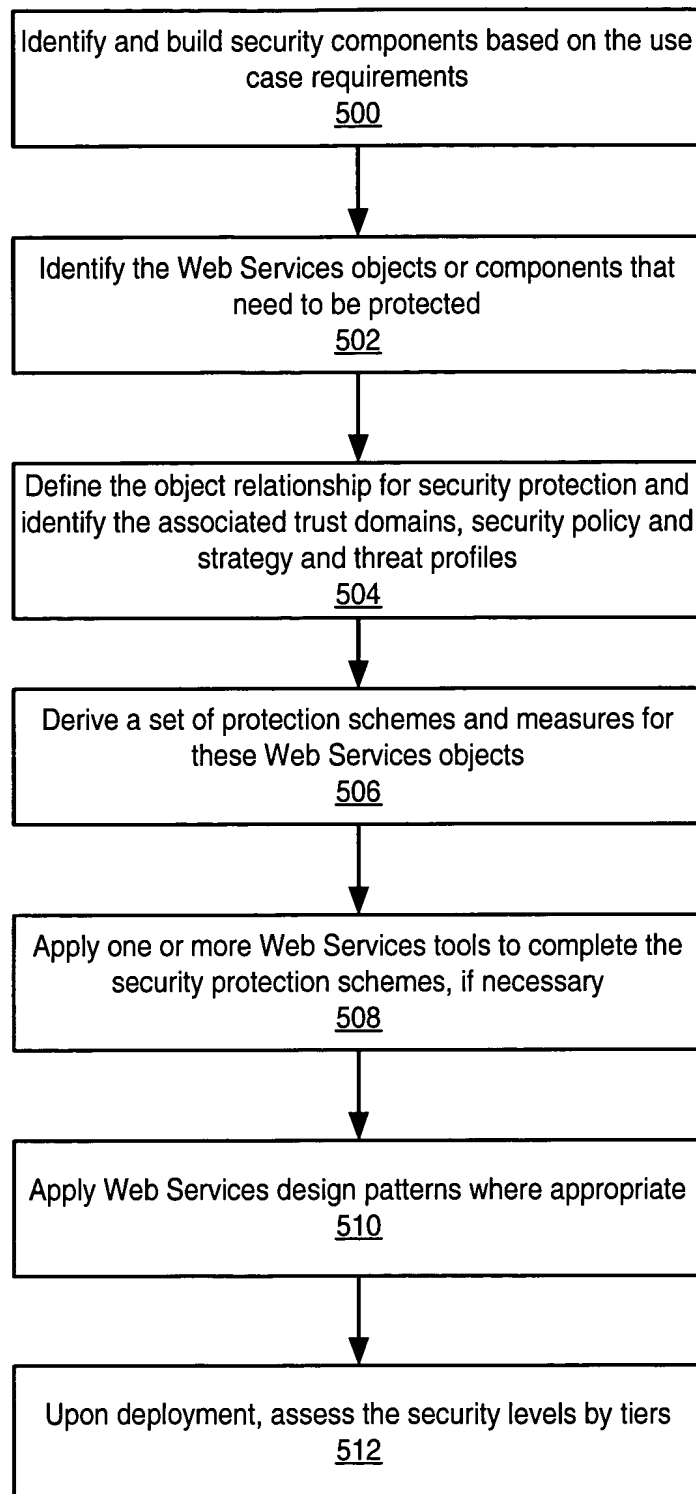 Identify and build security components based on the use
case requirements
500
Identify the Web Services objects or components that
need to be protected
502
Define the object relationship for security protection and
identify the associated trust domains, security policy and
strategy and threat profiles
504
Derive a set of protection schemes and measures for
these Web Services objects
506
Apply one or more Web Services tools to complete the
security protection schemes, if necessary
508
Apply Web Services design patterns where appropriate
510
Upon deployment, assess the security levels by tiers
512